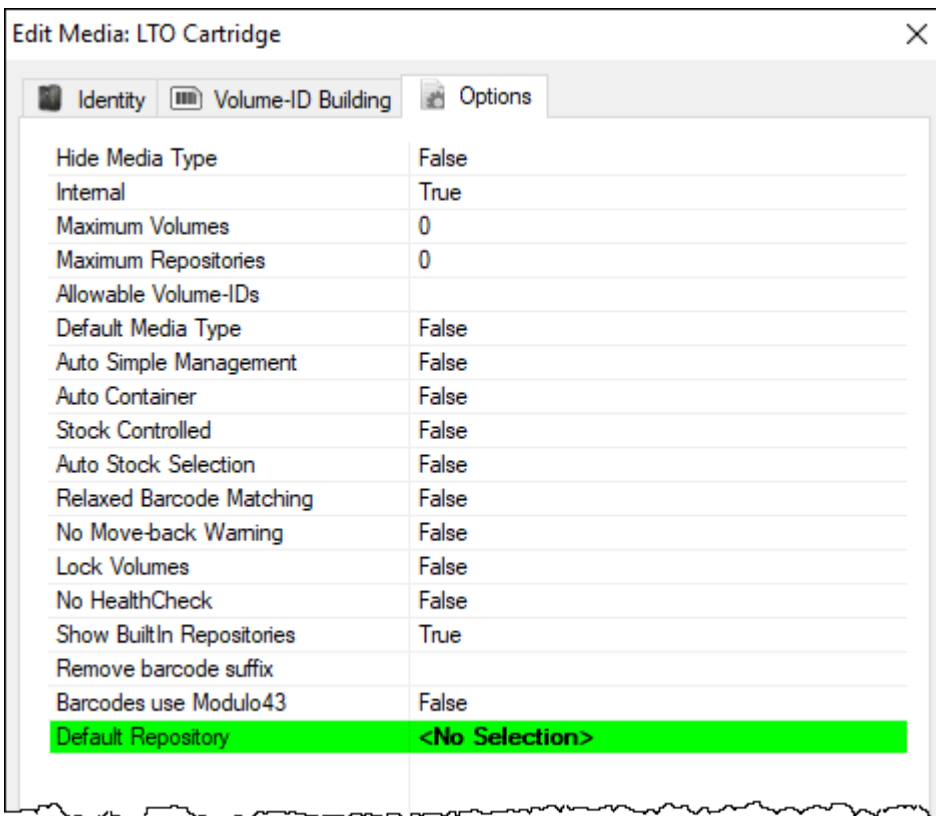 Edit Media: LTO Cartridge
Identity Volume-ID Building Options
Hide Media Type False
Internal True
Maximum Volumes 0
Maximum Repositories 0
Allowable Volume-IDs
Default Media Type False
Auto Simple Management False
Auto Container False
Stock Controlled False
Auto Stock Selection False
Relaxed Barcode Matching False
No Move-back Warning False
Lock Volumes False
No HealthCheck False
Show BuiltIn Repositories True
Remove barcode suffix
Barcodes use Modulo43 False
Default Repository <No Selection>